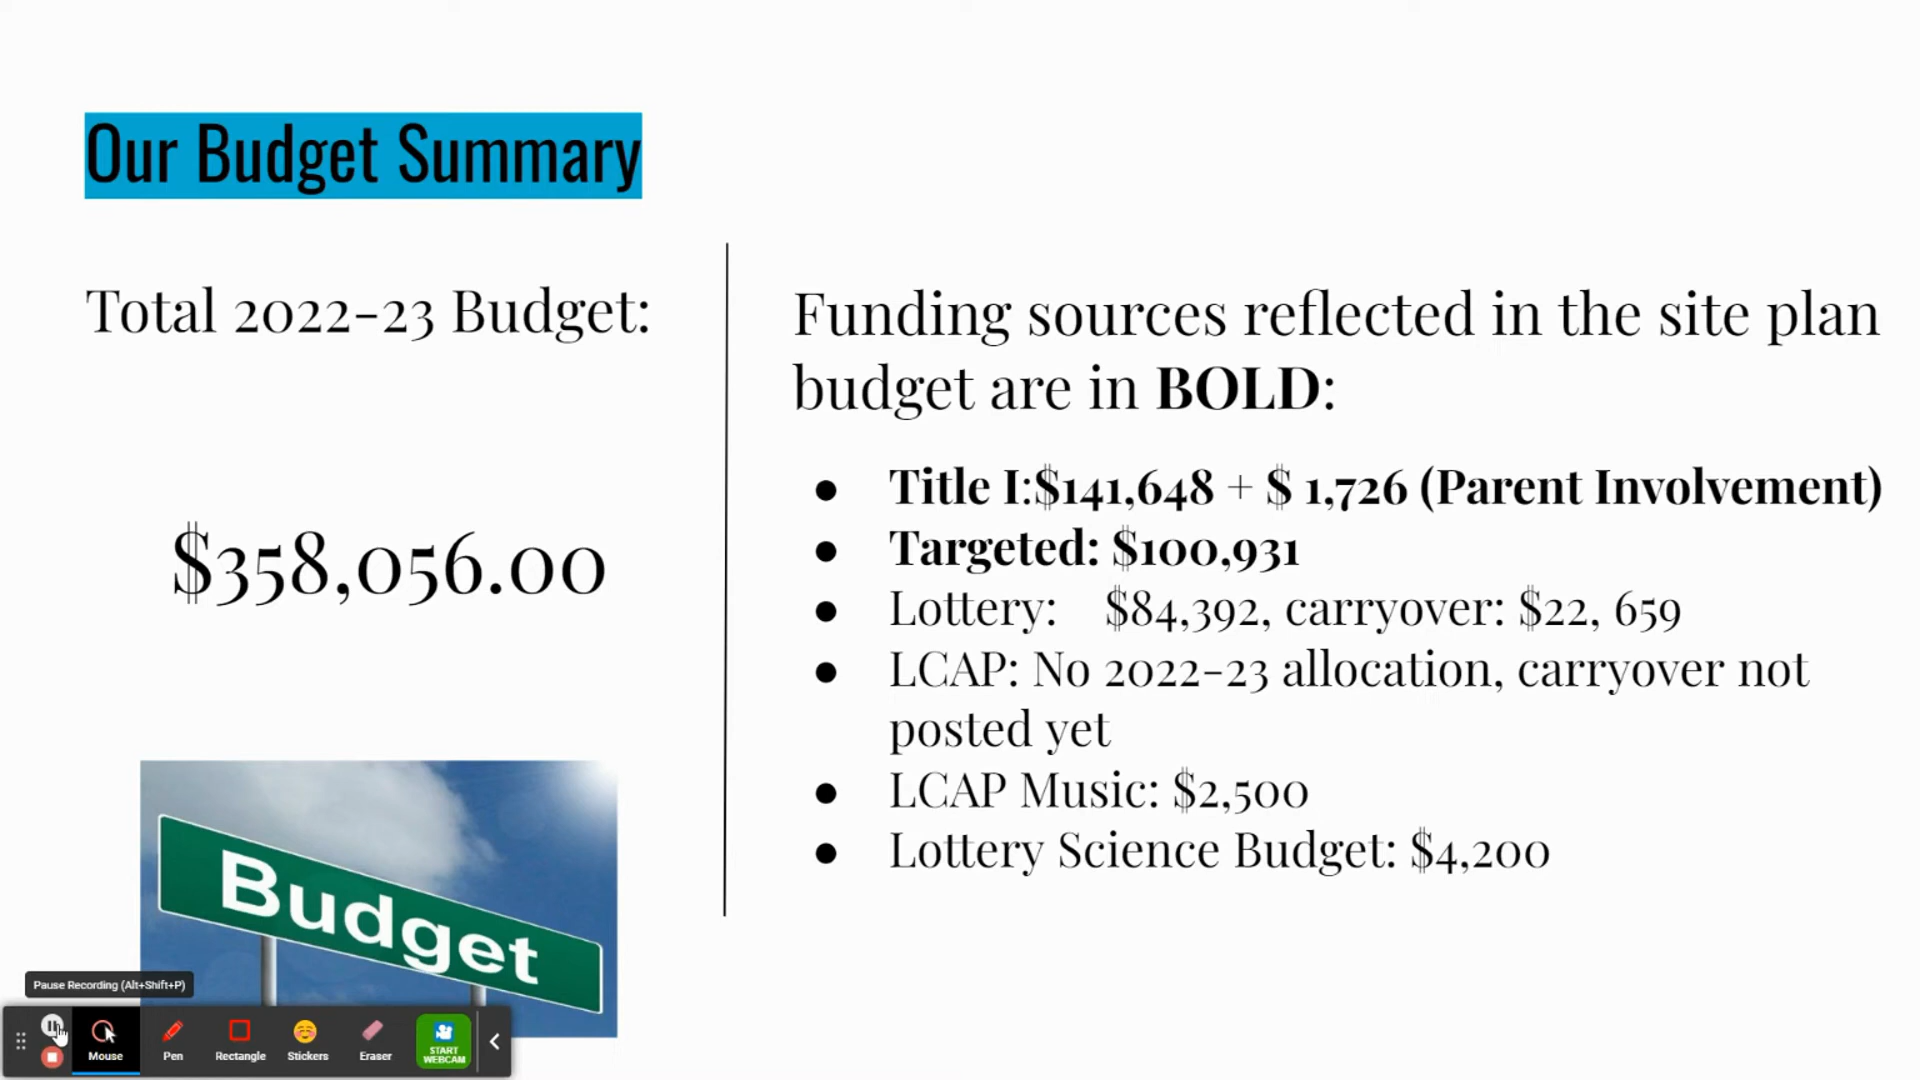 Our Budget Summary
Total 2022-23 Budget:
$358,056.00
Funding sources reflected in the site plan
budget are in BOLD:
● Title I:$141,648 + $ 1,726 (Parent Involvement)
● Targeted: $100,931
● Lottery: $84,392, carryover: $22, 659
● LCAP: No 2022-23 allocation, carryover not
posted yet
● LCAP Music: $2,500
● Lottery Science Budget: $4,200
Budget
Pause Recording (Alt+Shift+P)
Mouse
Pen
Rectangle
Stickers
Eraser
START
WEBCAM